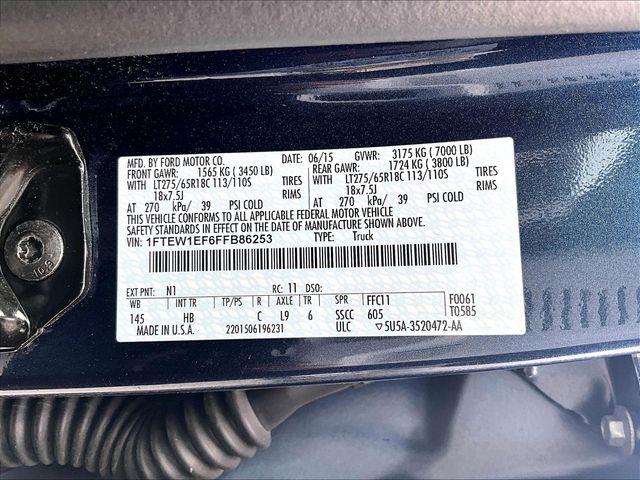 MFD. BY FORD MOTOR CO.
DATE: 06/15 GVWR: 3175 KG ( 7000 LB)
FRONT GAWR: 1565 KG ( 3450 LB) REAR GAWR: 1724 KG ( 3800 LB)
WITH LT275/65R18C 113/110S TIRES WITH LT275/65R18C 113/110S TIRES
18x7.5J RIMS 18x7.5J RIMS
AT 270 kPa/ 39 PSI COLD AT 270 kPa/ 39 PSI COLD
THIS VEHICLE CONFORMS TO ALL APPLICABLE FEDERAL MOTOR VEHICLE
SAFETY STANDARDS IN EFFECT ON THE DATE OF MANUFACTURE SHOWN ABOVE.
VIN: 1FTEW1EF6FFB86253 TYPE: Truck
EXT PNT: N1 RC: 11 DSO:
WB INT TR TP/PS R AXLE TR SPR FFC11 F0061
145 HB C L9 6 SSCC 605 T0585
MADE IN U.S.A. 2201506196231 ULC 5U5A-3520472-AA
10.9